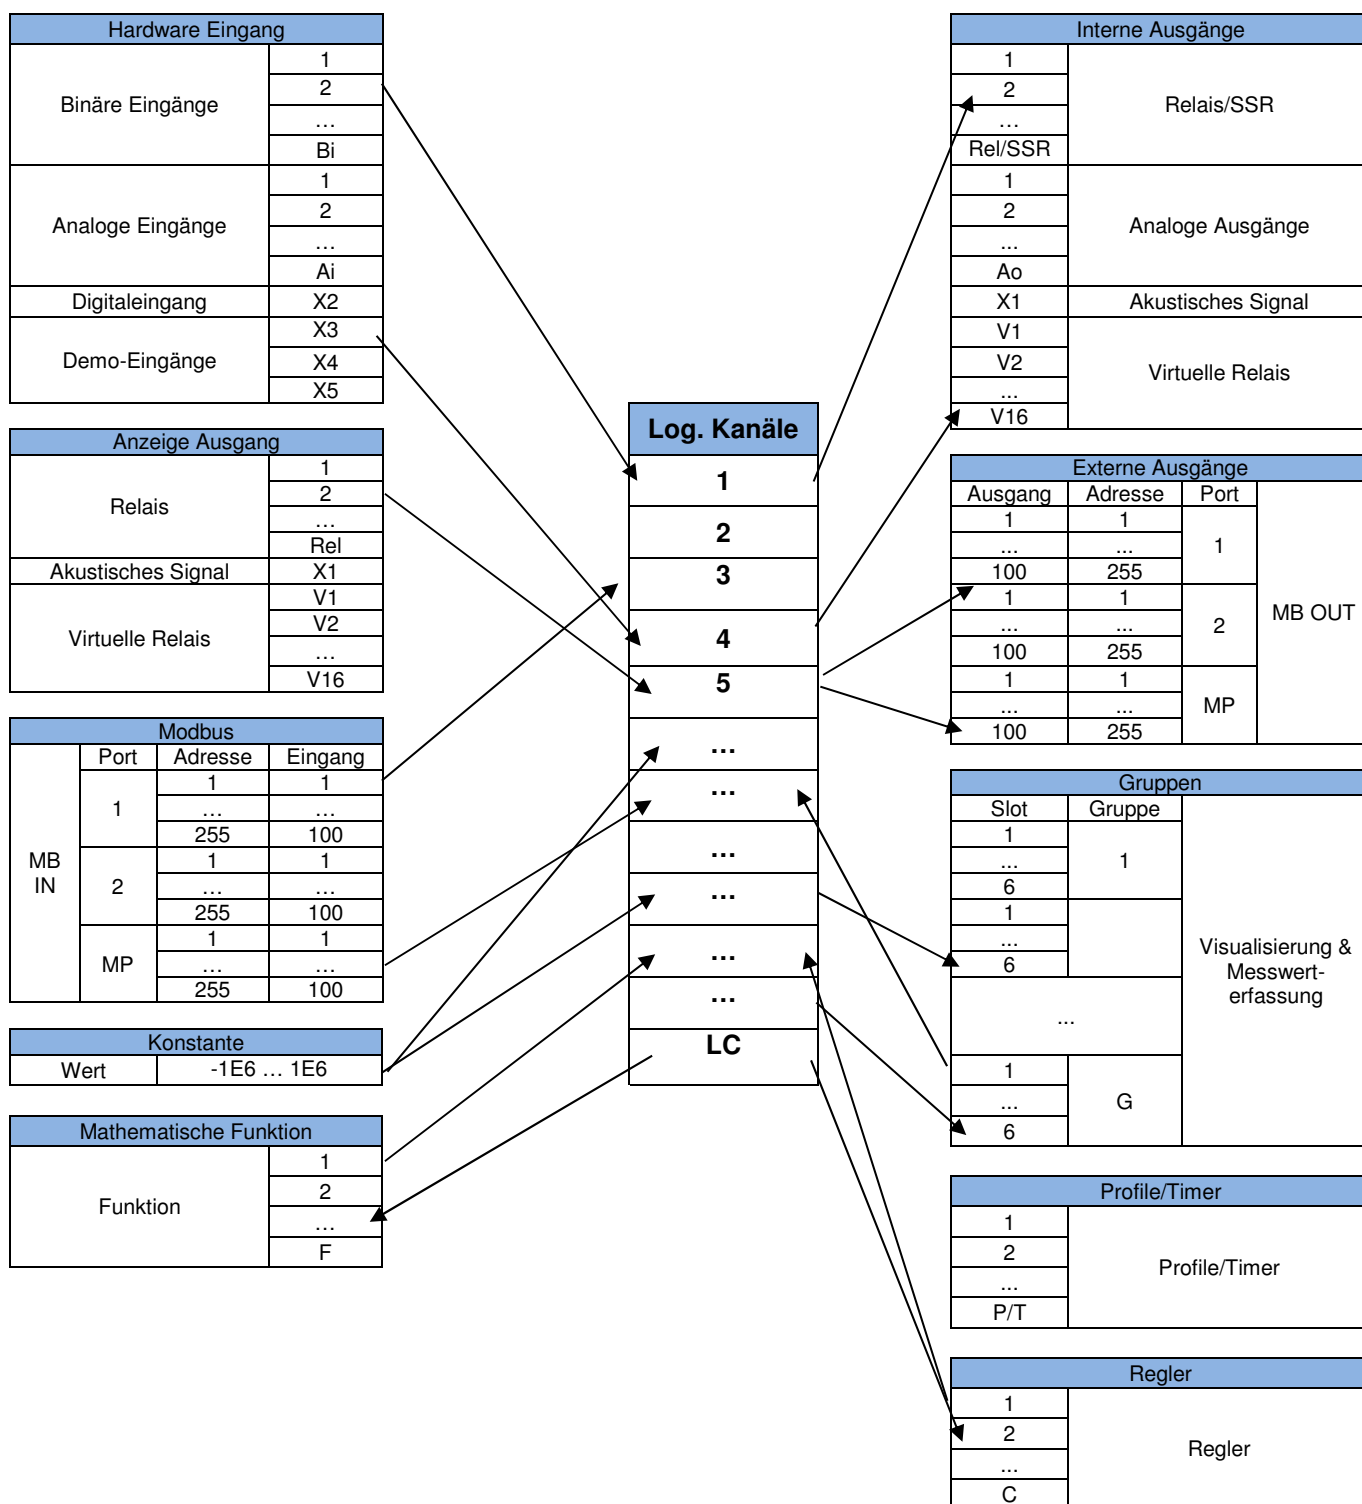 Hardware Eingang
Binäre Eingänge
1
2
...
Bi
Analoge Eingänge
1
2
...
Ai
Digitaleingang X2
Demo-Eingänge
X3
X4
X5
Anzeige Ausgang
Relais
1
2
...
Rel
Akustisches Signal X1
Virtuelle Relais
V1
V2
...
V16
Modbus
Port Adresse Eingang
MB IN
1
1 1
... ...
255 100
2
1 1
... ...
255 100
MP
1 1
... ...
255 100
Konstante
Wert -1E6 ... 1E6
Mathematische Funktion
Funktion
1
2
...
F
Log. Kanäle
1
2
3
4
5
...
...
...
...
...
...
LC
Interne Ausgänge
1
2
...
Rel/SSR
Relais/SSR
1
2
...
Ao
Analoge Ausgänge
X1 Akustisches Signal
V1
V2
...
V16
Virtuelle Relais
Externe Ausgänge
Ausgang Adresse Port
1 1
... ...
100 255
1
1 1
... ...
100 255
2
1 1
... ...
100 255
MP
MB OUT
Gruppen
Slot Gruppe
1
...
6
1
1
...
6
...
1
...
6
G
Visualisierung &
Messwert-
erfassung
Profile/Timer
1
2
...
P/T
Profile/Timer
Regler
1
2
...
C
Regler